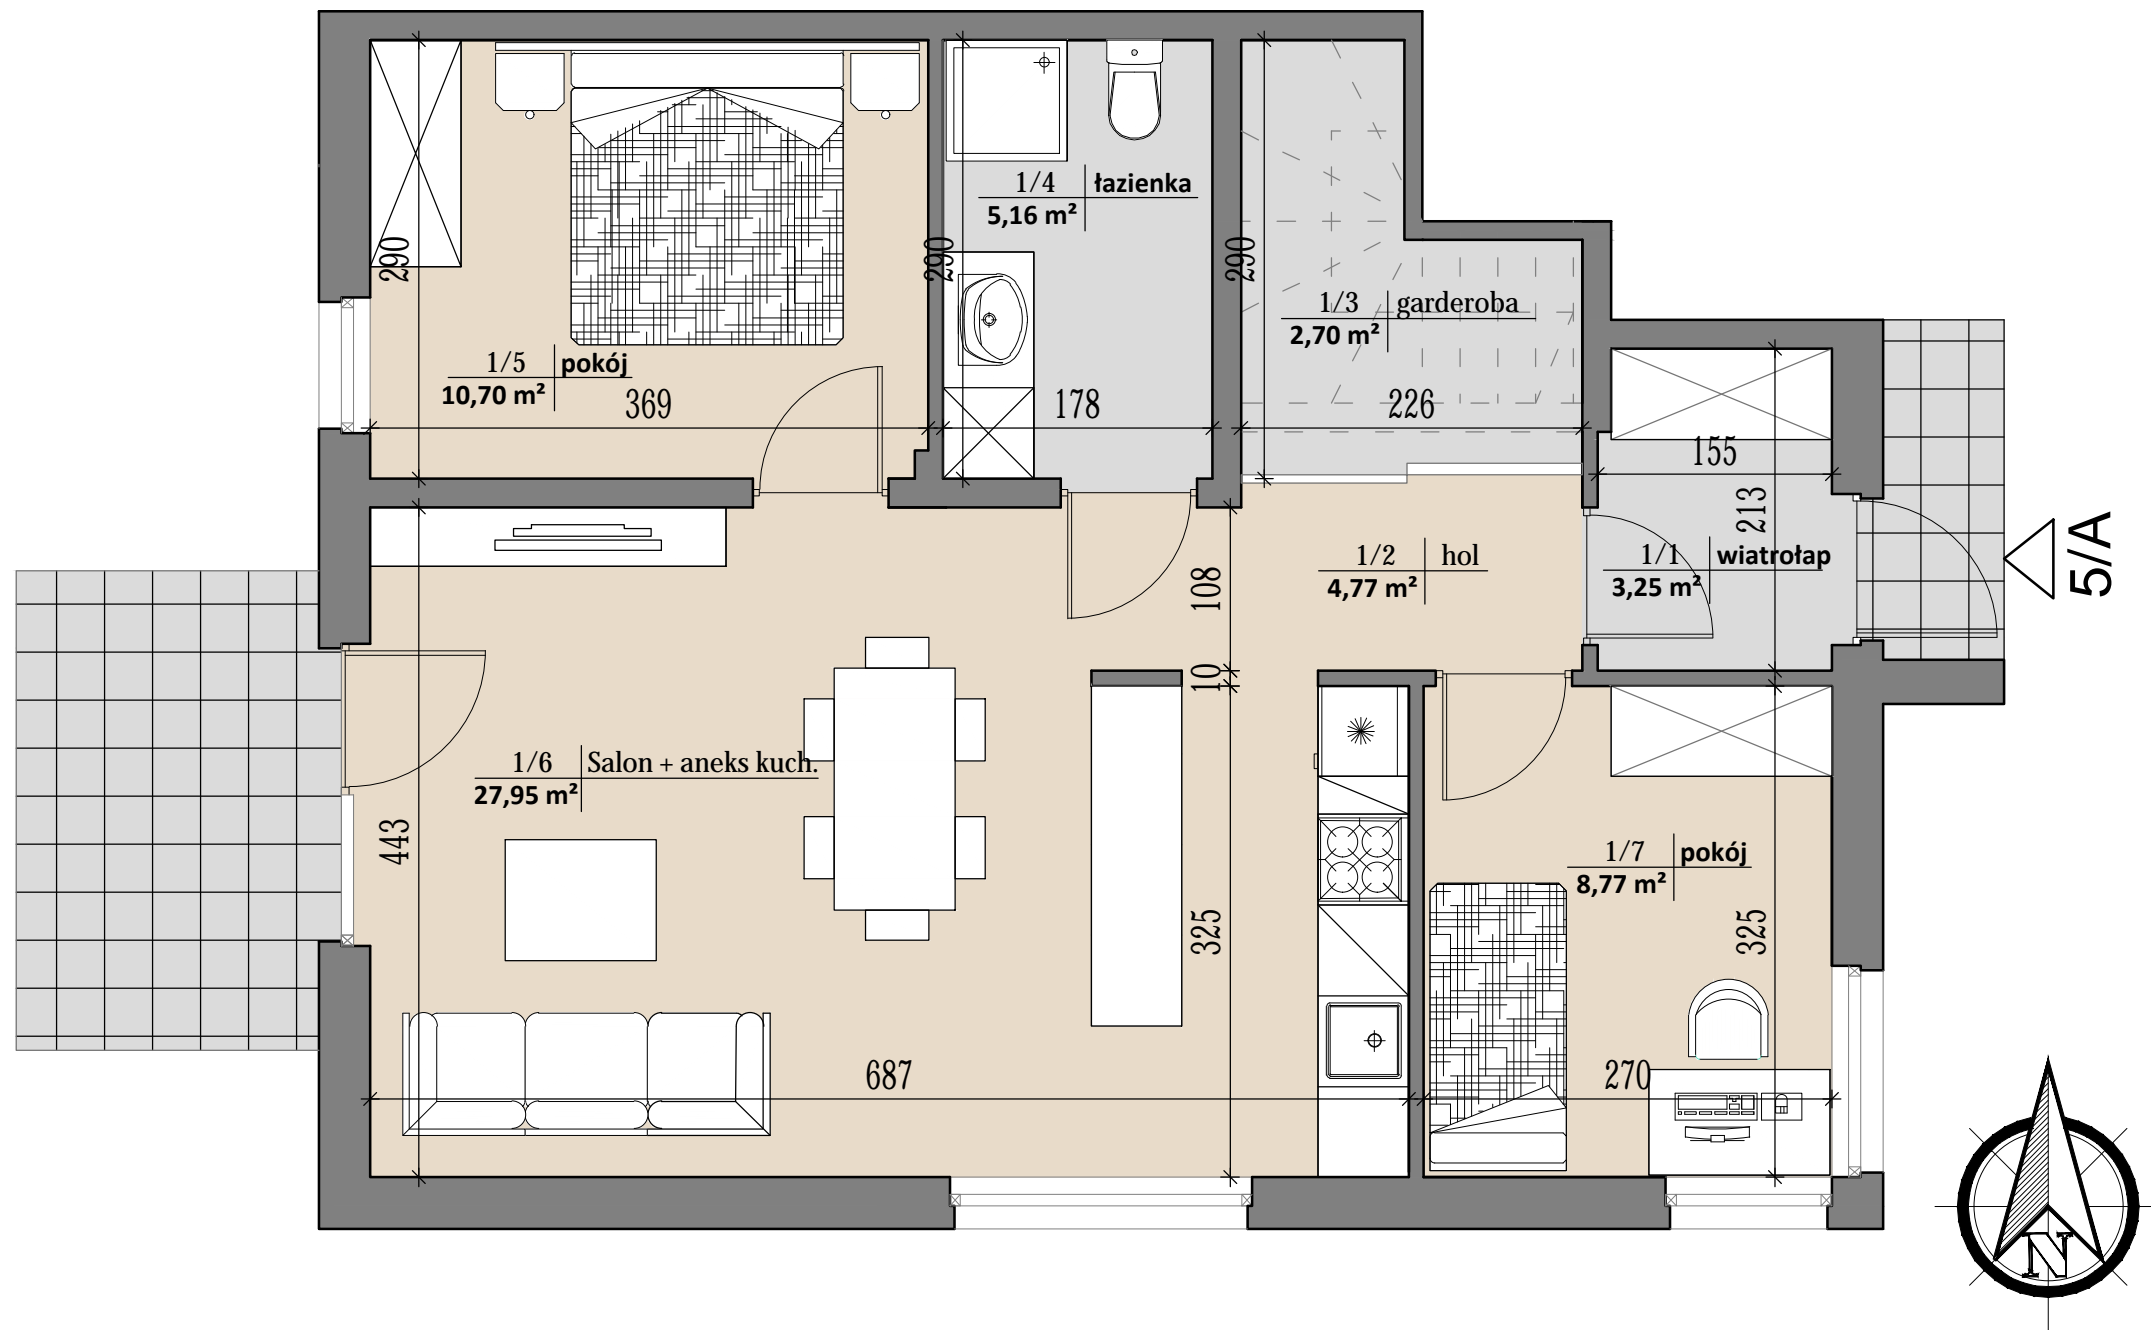 1/4 łazienka
5,16 m²
290
290
290
1/3 garderoba
2,70 m²
1/5 pokój
10,70 m²
369
178
226
155
213
5/A
1/2 hol
4,77 m²
1/1 wiatrołap
3,25 m²
108
10
1/6 Salon + aneks kuch.
27,95 m²
443
325
1/7 pokój
8,77 m²
325
687
270
N